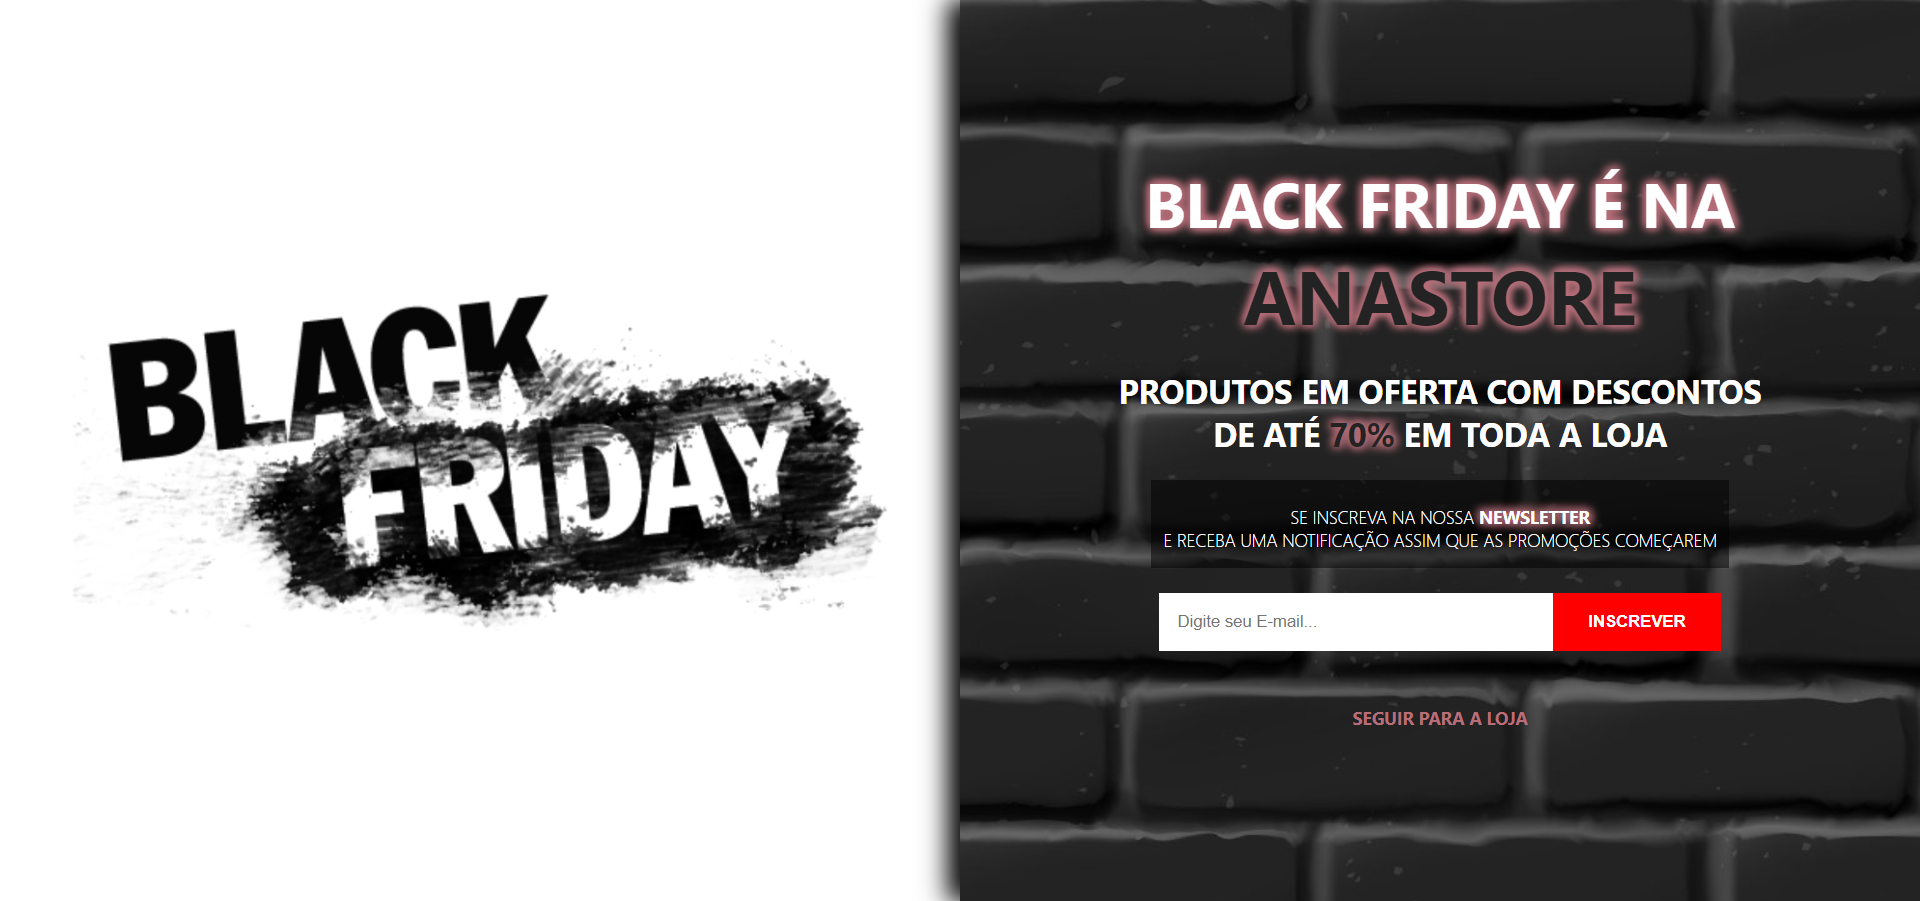 BLACK
FRIDAY
BLACK FRIDAY É NA
ANASTORE
PRODUTOS EM OFERTA COM DESCONTOS
DE ATÉ 70% EM TODA A LOJA
SE INSCREVA NA NOSSA NEWSLETTER
E RECEBA UMA NOTIFICAÇÃO ASSIM QUE AS PROMOÇÕES COMEÇAREM
Digite seu E-mail...
INSCREVER
SEGUIR PARA A LOJA